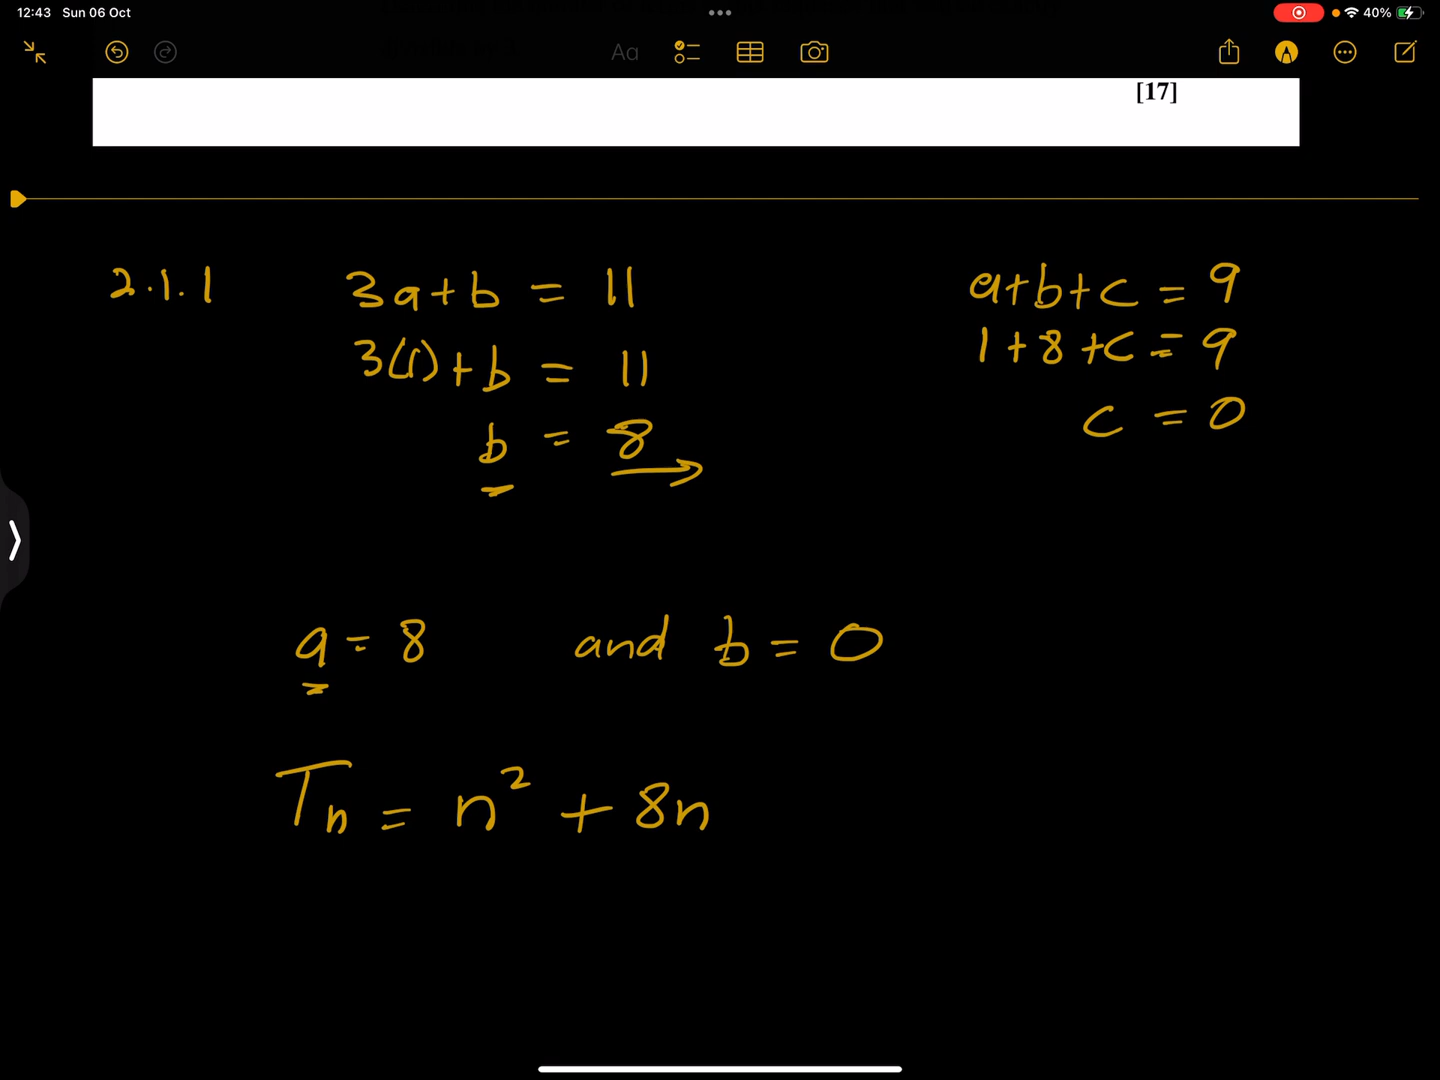 12:43 Sun 06 Oct
40%
Aa
[17]
2.1.1
3a+b = 11
3(1)+b = 11
b = 8
a+b+c = 9
1+8+c = 9
c = 0
a = 8 and b = 0
Tn = n² + 8n